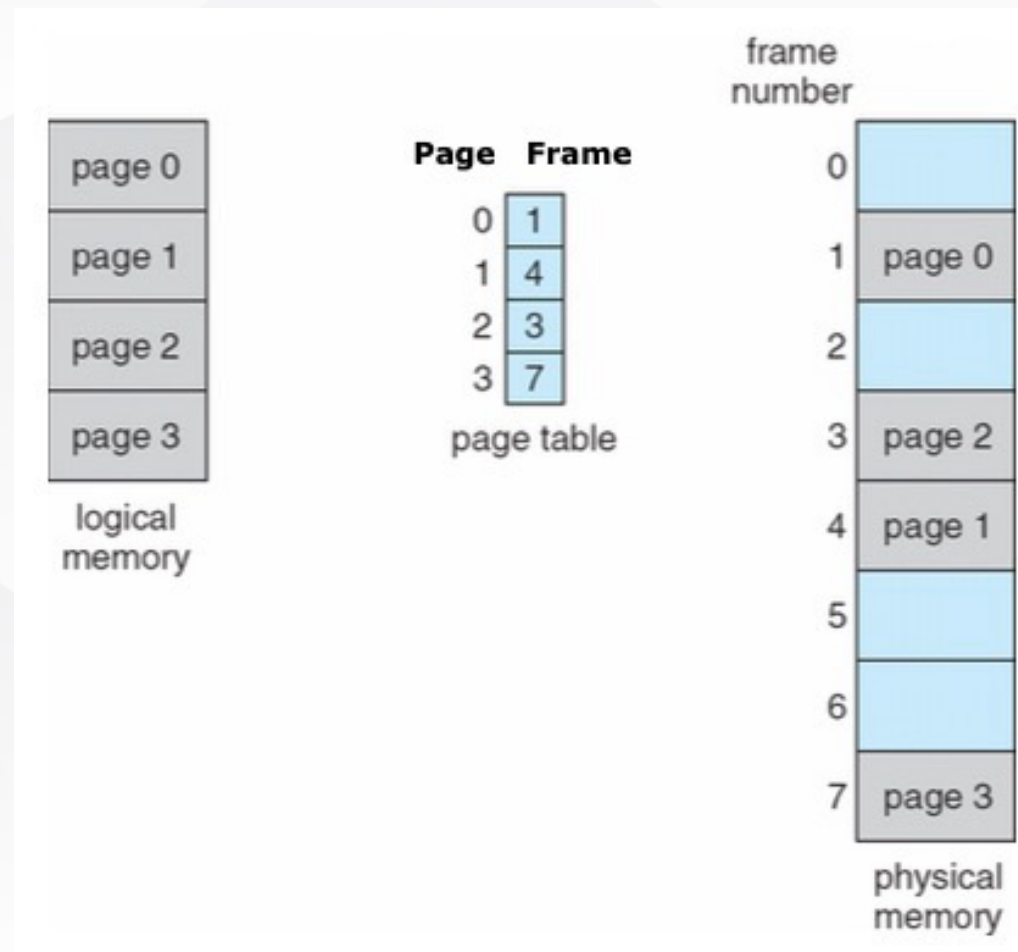 page 0
page 1
page 2
page 3
logical
memory
Page Frame
0 1
1 4
2 3
3 7
page table
frame
number
0
1 page 0
2
3 page 2
4 page 1
5
6
7 page 3
physical
memory